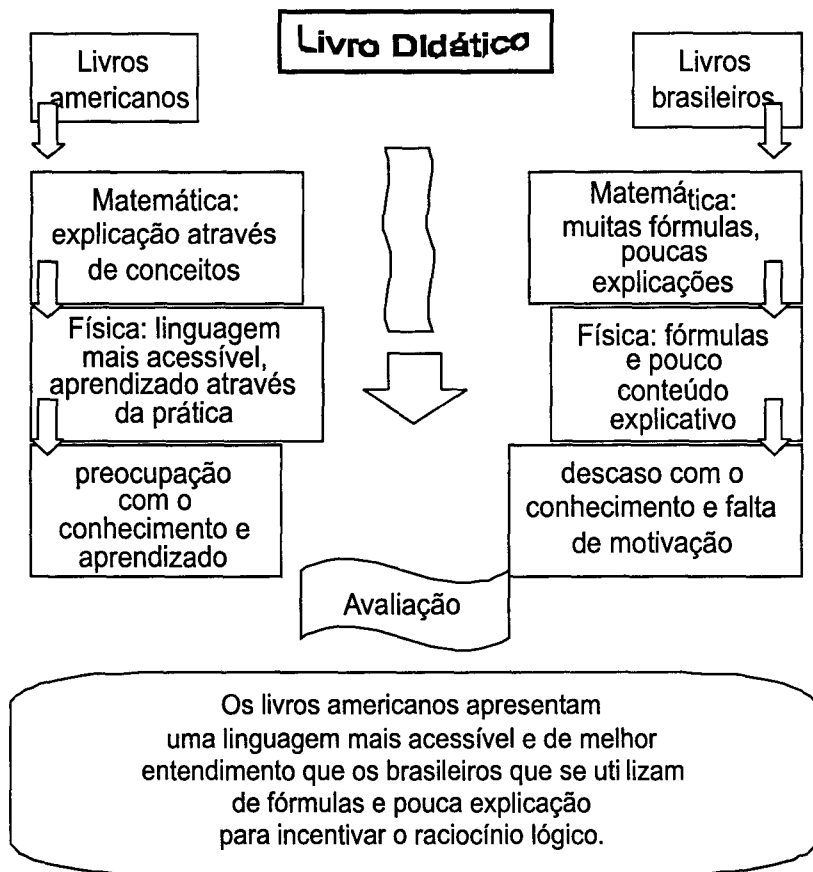 Livro Didático
Livros
americanos
Matemática:
explicação através
de conceitos
Física: linguagem
mais acessível,
aprendizado através
da prática
preocupação
com o
conhecimento e
aprendizado
Livros
brasileiros
Matemática:
muitas fórmulas,
poucas
explicações
Física: fórmulas
e pouco
conteúdo
explicativo
descaso com o
conhecimento e falta
de motivação
Avaliação
Os livros americanos apresentam
uma linguagem mais acessível e de melhor
entendimento que os brasileiros que se uti lizam
de fórmulas e pouca explicação
para incentivar o raciocínio lógico.